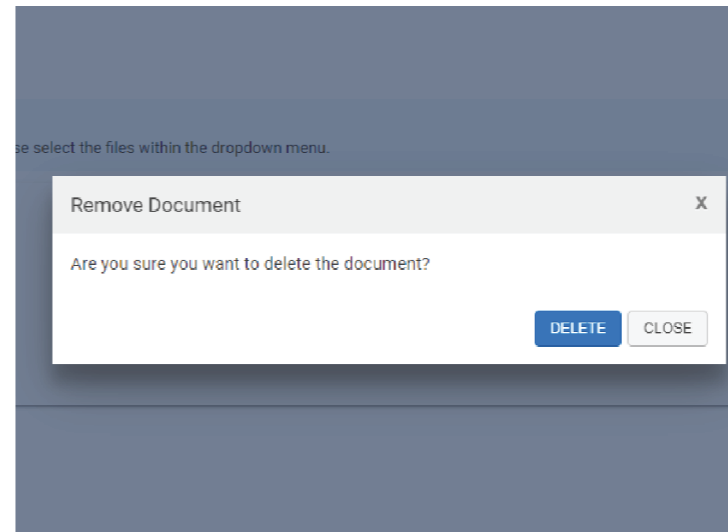 se select the files within the dropdown menu.
Remove Document X
Are you sure you want to delete the document?
DELETE CLOSE